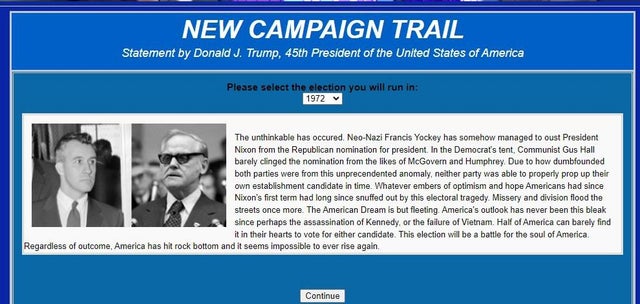 NEW CAMPAIGN TRAIL
Statement by Donald J. Trump, 45th President of the United States of America
Please select the election you will run in:
1972
The unthinkable has occured. Neo-Nazi Francis Yockey has somehow managed to oust President
Nixon from the Republican nomination for president. In the Democrat's tent, Communist Gus Hall
barely clinged the nomination from the likes of McGovern and Humphrey. Due to how dumbfounded
both parties were from this unprecendented anomaly, neither party was able to properly prop up their
own establishment candidate in time. Whatever embers of optimism and hope Americans had since
Nixon's first term had long since snuffed out by this electoral tragedy. Missery and division flood the
streets once more. The American Dream is but fleeting. America's outlook has never been this bleak
since perhaps the assassination of Kennedy, or the failure of Vietnam. Half of America can barely find
it in their hearts to vote for either candidate. This election will be a battle for the soul of America.
Regardless of outcome, America has hit rock bottom and it seems impossible to ever rise again.
Continue